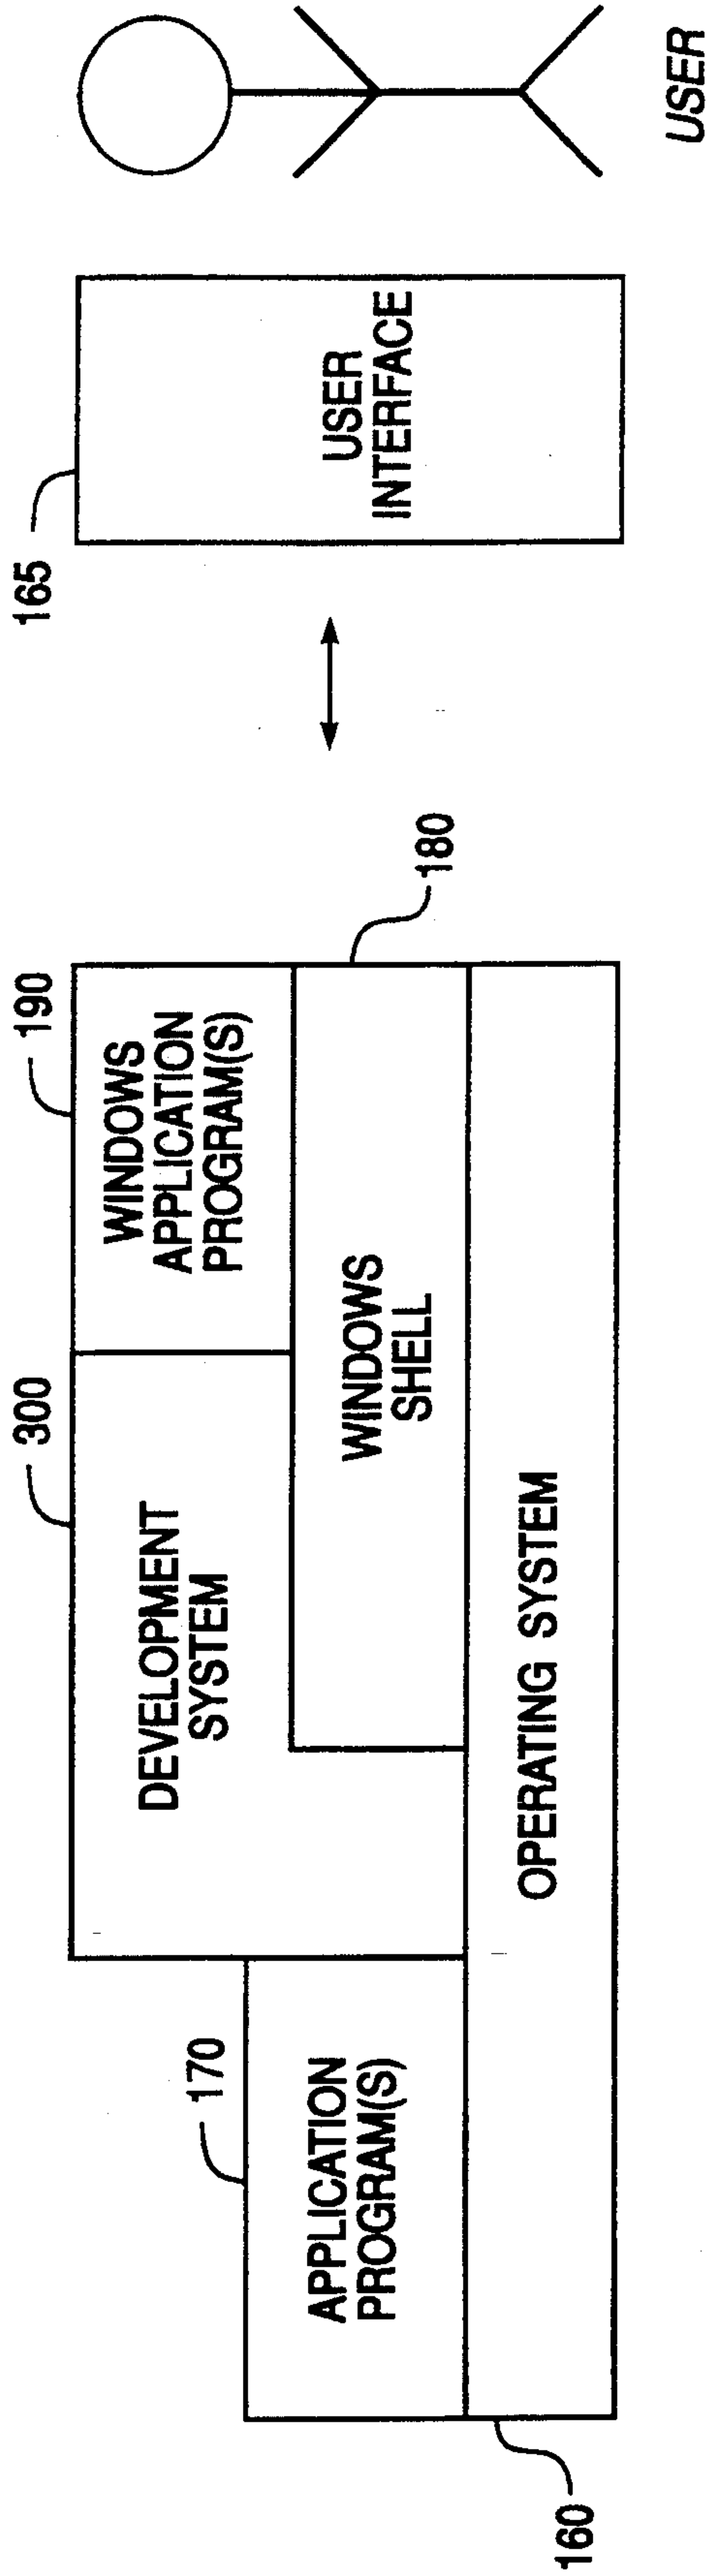 170
300
190
165
APPLICATION
PROGRAM(S)
DEVELOPMENT
SYSTEM
WINDOWS
APPLICATION
PROGRAM(S)
WINDOWS
SHELL
180
USER
INTERFACE
OPERATING SYSTEM
160
USER